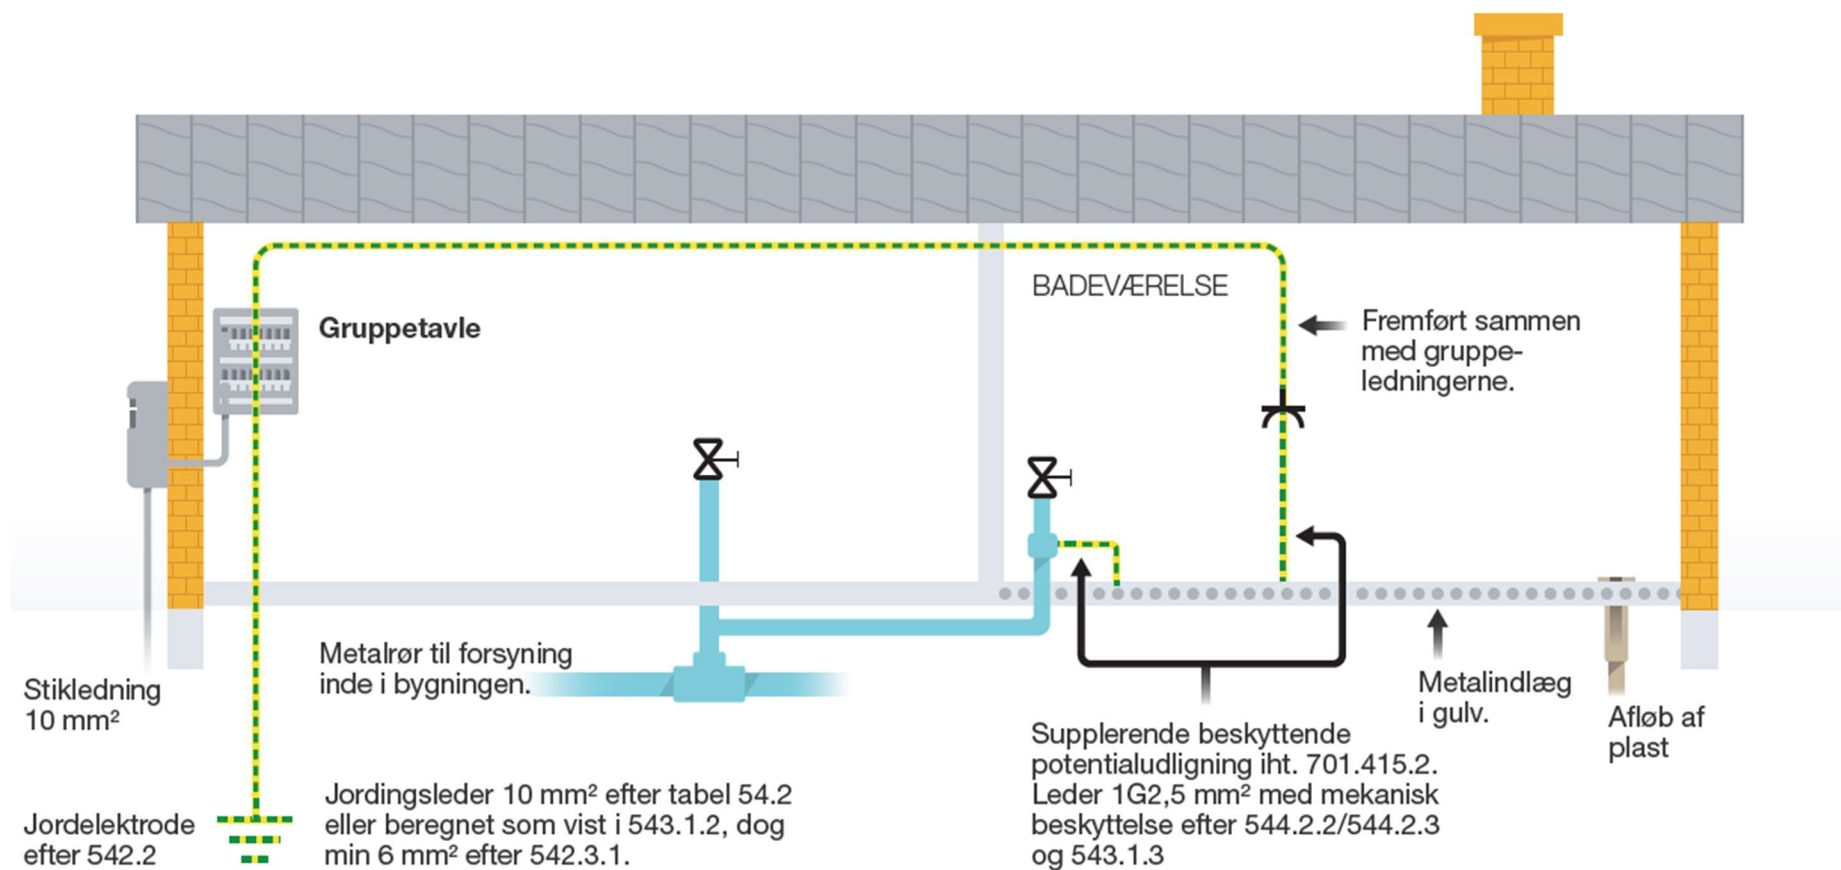 BADEVÆRELSE
Gruppetavle
Fremført sammen
med gruppe-
ledningerne.
Metalrør til forsyning
inde i bygningen.
Stikledning
10 mm²
Metalindlæg
i gulv.
Afløb af
plast
Supplerende beskyttende
potentialudligning iht. 701.415.2.
Leder 1G2,5 mm² med mekanisk
beskyttelse efter 544.2.2/544.2.3
og 543.1.3
Jordingsleder 10 mm² efter tabel 54.2
eller beregnet som vist i 543.1.2, dog
min 6 mm² efter 542.3.1.
Jordelektrode
efter 542.2